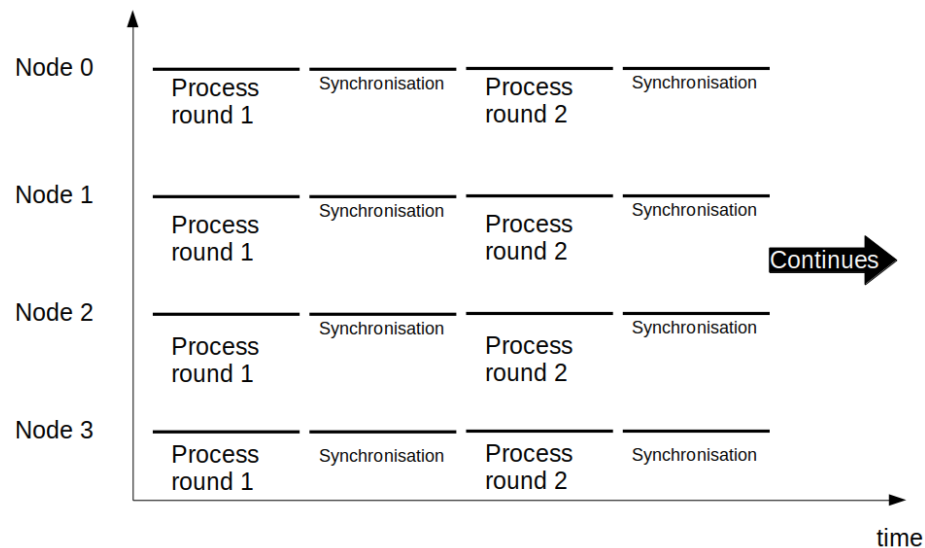 Node 0
Process
round 1
Synchronisation
Process
round 2
Synchronisation
Node 1
Process
round 1
Synchronisation
Process
round 2
Synchronisation
Continues
Node 2
Process
round 1
Synchronisation
Process
round 2
Synchronisation
Node 3
Process
round 1
Synchronisation
Process
round 2
Synchronisation
time